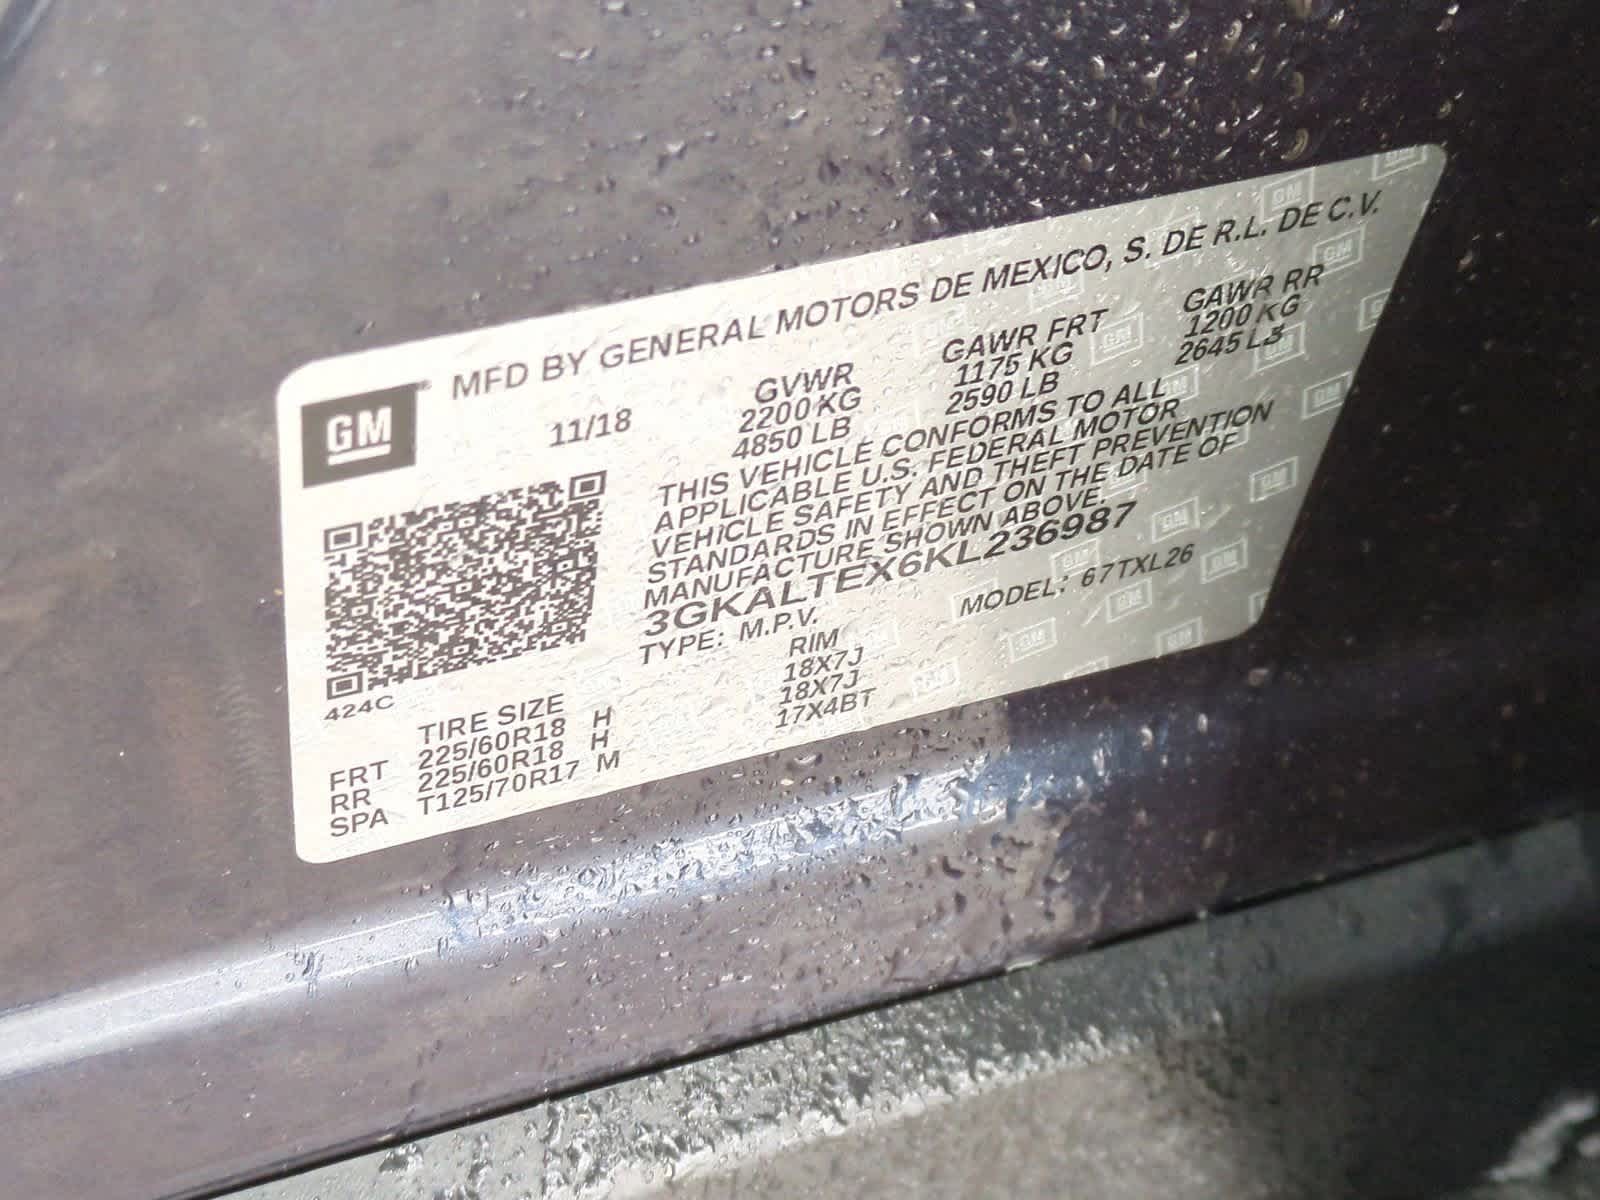 MFD BY GENERAL MOTORS DE MEXICO, S. DE R.L. DE C.V.
GM ®
11/18
GVWR GAWR FRT GAWR RR
2200 KG 1175 KG 1200 KG
4850 LB 2590 LB 2645 LB
THIS VEHICLE CONFORMS TO ALL
APPLICABLE U.S. FEDERAL MOTOR
VEHICLE SAFETY AND THEFT PREVENTION
STANDARDS IN EFFECT ON THE DATE OF
MANUFACTURE SHOWN ABOVE.
3GKALTEX6KL236987
TYPE: M.P.V. MODEL: 67TXL26
424C
TIRE SIZE RIM
FRT 225/60R18 H 18X7J
RR 225/60R18 H 18X7J
SPA T125/70R17 M 17X4BT